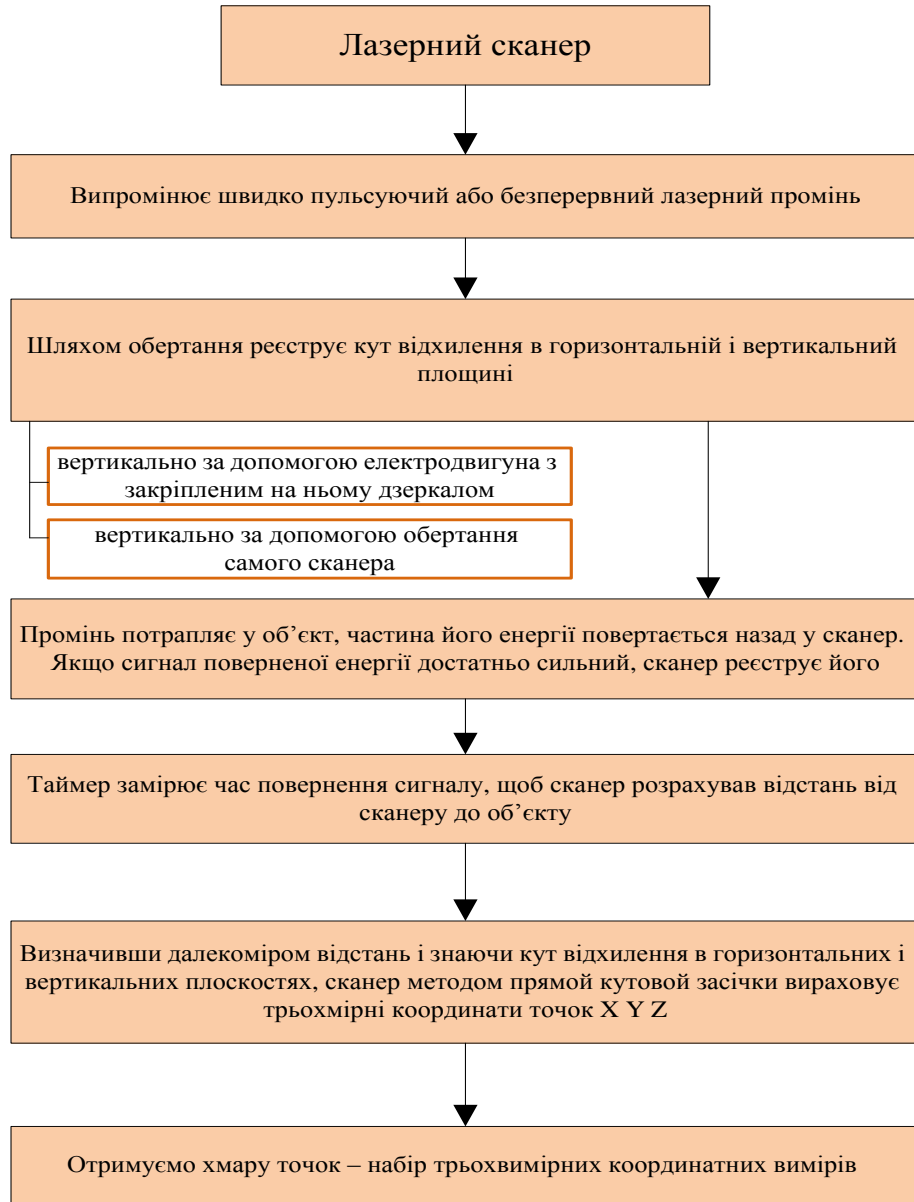 Лазерний сканер
Випромінює швидко пульсуючий або безперервний лазерний промінь
Шляхом обертання реєструє кут відхилення в горизонтальній і вертикальний
площині
вертикально за допомогою електродвигуна з
закріпленим на ньому дзеркалом
вертикально за допомогою обертання
самого сканера
Промінь потрапляє у об’єкт, частина його енергії повертається назад у сканер.
Якщо сигнал поверненої енергії достатньо сильний, сканер реєструє його
Таймер замірює час повернення сигналу, щоб сканер розрахував відстань від
сканеру до об’єкту
Визначивши далекоміром відстань і знаючи кут відхилення в горизонтальних і
вертикальних плоскостях, сканер методом прямой кутовой засічки вираховує
трьохмірні координати точок X Y Z
Отримуємо хмару точок – набір трьохвимірних координатних вимірів